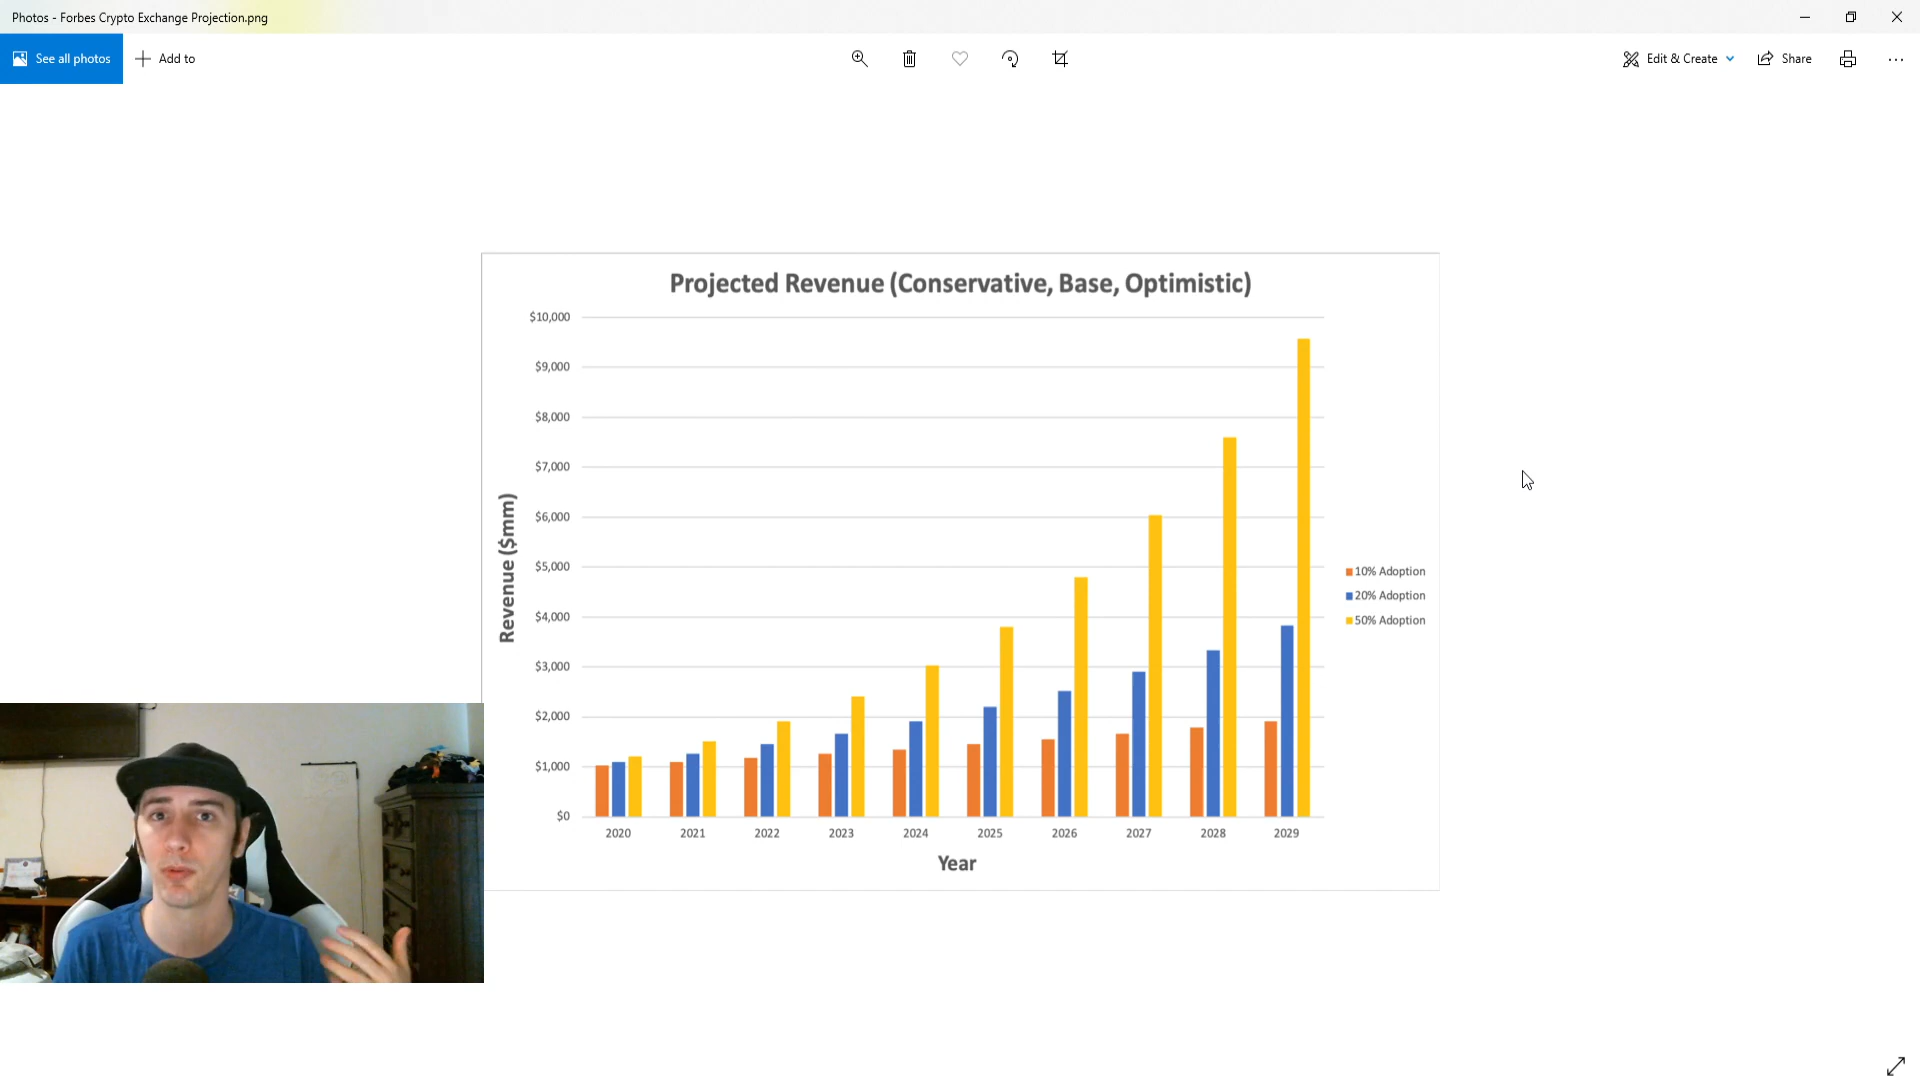 Photos - Forbes Crypto Exchange Projection.png
See all photos
Add to
Edit & Create
Share
Projected Revenue (Conservative, Base, Optimistic)
$10,000
$9,000
$8,000
$7,000
$6,000
$5,000
$4,000
$3,000
$2,000
$1,000
$0
Revenue ($mm)
2020 2021 2022 2023 2024 2025 2026 2027 2028 2029
Year
10% Adoption
20% Adoption
50% Adoption